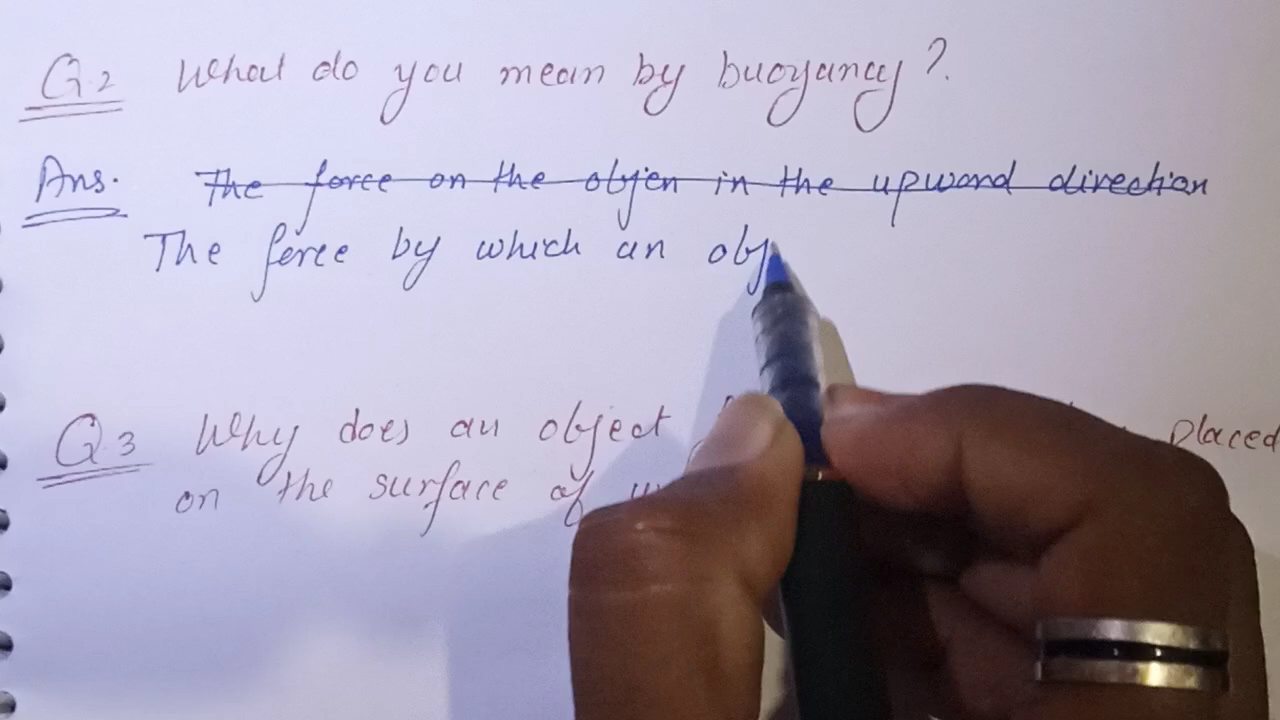 Q.2 What do you mean by buoyancy?
Ans. The force on the objen in the upward direction
The force by which an obj
Q.3 Why does an object placed
on the surface of